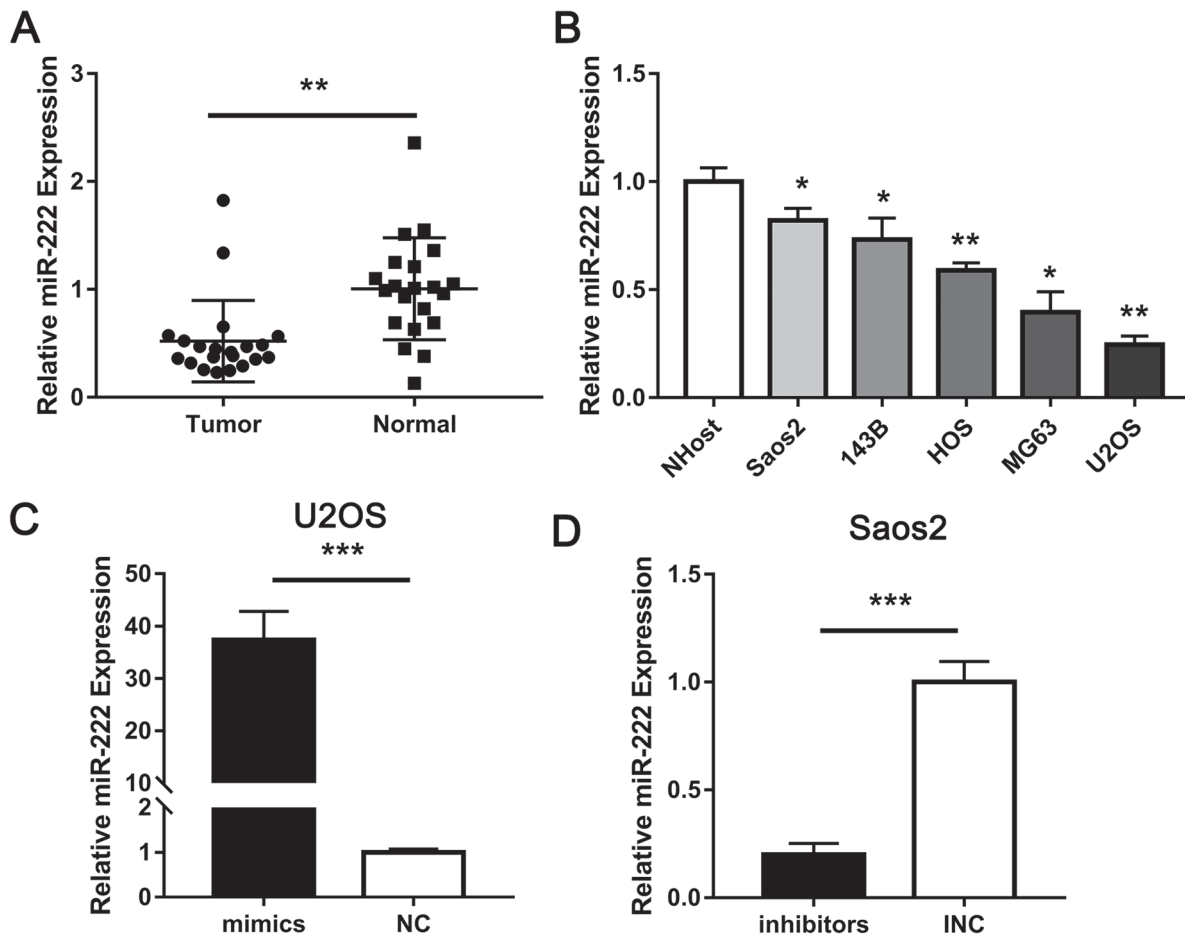 A
Relative miR-222 Expression
3
2
1
0
**
Tumor
Normal
B
Relative miR-222 Expression
1.5
1.0
0.5
0.0
*
*
**
*
**
NHost
Saos2
143B
HOS
MG63
U2OS
C
U2OS
***
Relative miR-222 Expression
50
40
30
20
10
2
1
0
mimics
NC
D
Saos2
***
Relative miR-222 Expression
1.5
1.0
0.5
0.0
inhibitors
INC